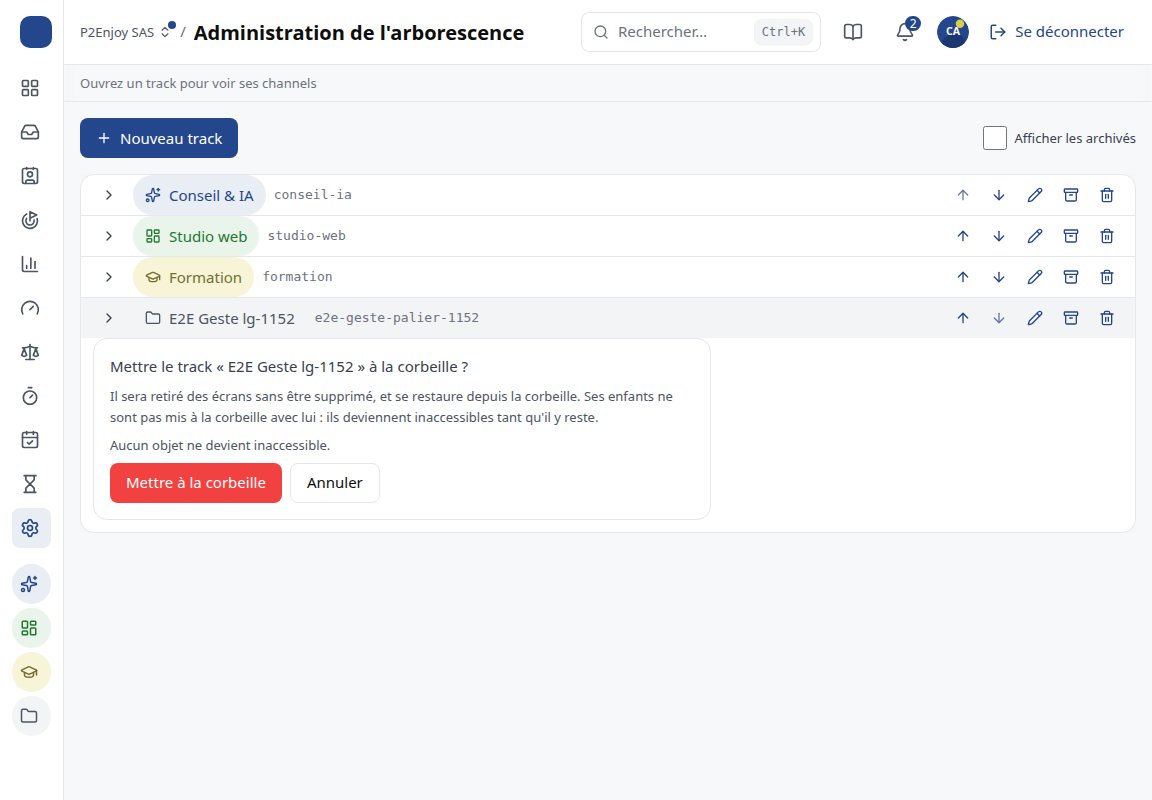 P2Enjoy SAS / Administration de l'arborescence
Rechercher... Ctrl+K
2
CA
Se déconnecter
Ouvrez un track pour voir ses channels
Nouveau track
Afficher les archivés
Conseil & IA conseil-ia
Studio web studio-web
Formation formation
E2E Geste lg-1152 e2e-geste-palier-1152
Mettre le track « E2E Geste lg-1152 » à la corbeille ?
Il sera retiré des écrans sans être supprimé, et se restaure depuis la corbeille. Ses enfants ne
sont pas mis à la corbeille avec lui : ils deviennent inaccessibles tant qu'il y reste.
Aucun objet ne devient inaccessible.
Mettre à la corbeille Annuler